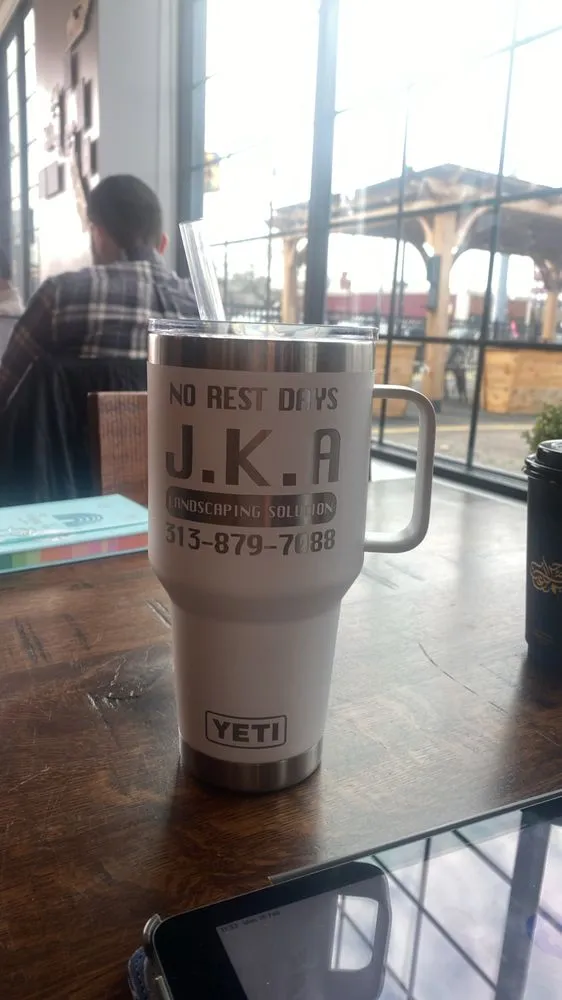 NO REST DAYS
J.K.A
LANDSCAPING SOLUTION
313-879-7088
YETI